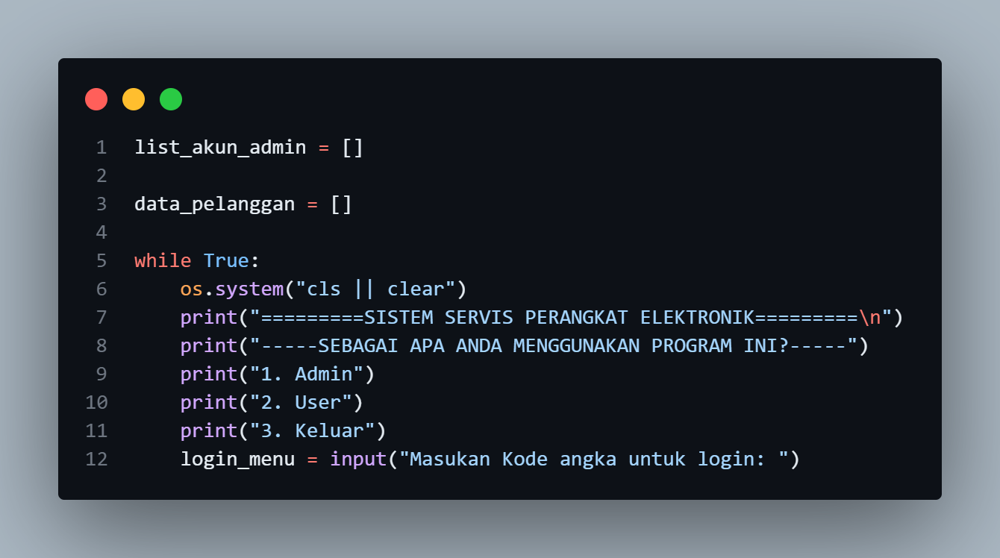 1 list_akun_admin = []
2
3 data_pelanggan = []
4
5 while True:
6     os.system("cls || clear")
7     print("=========SISTEM SERVIS PERANGKAT ELEKTRONIK=========\n")
8     print("-----SEBAGAI APA ANDA MENGGUNAKAN PROGRAM INI?-----")
9     print("1. Admin")
10     print("2. User")
11     print("3. Keluar")
12     login_menu = input("Masukan Kode angka untuk login: ")